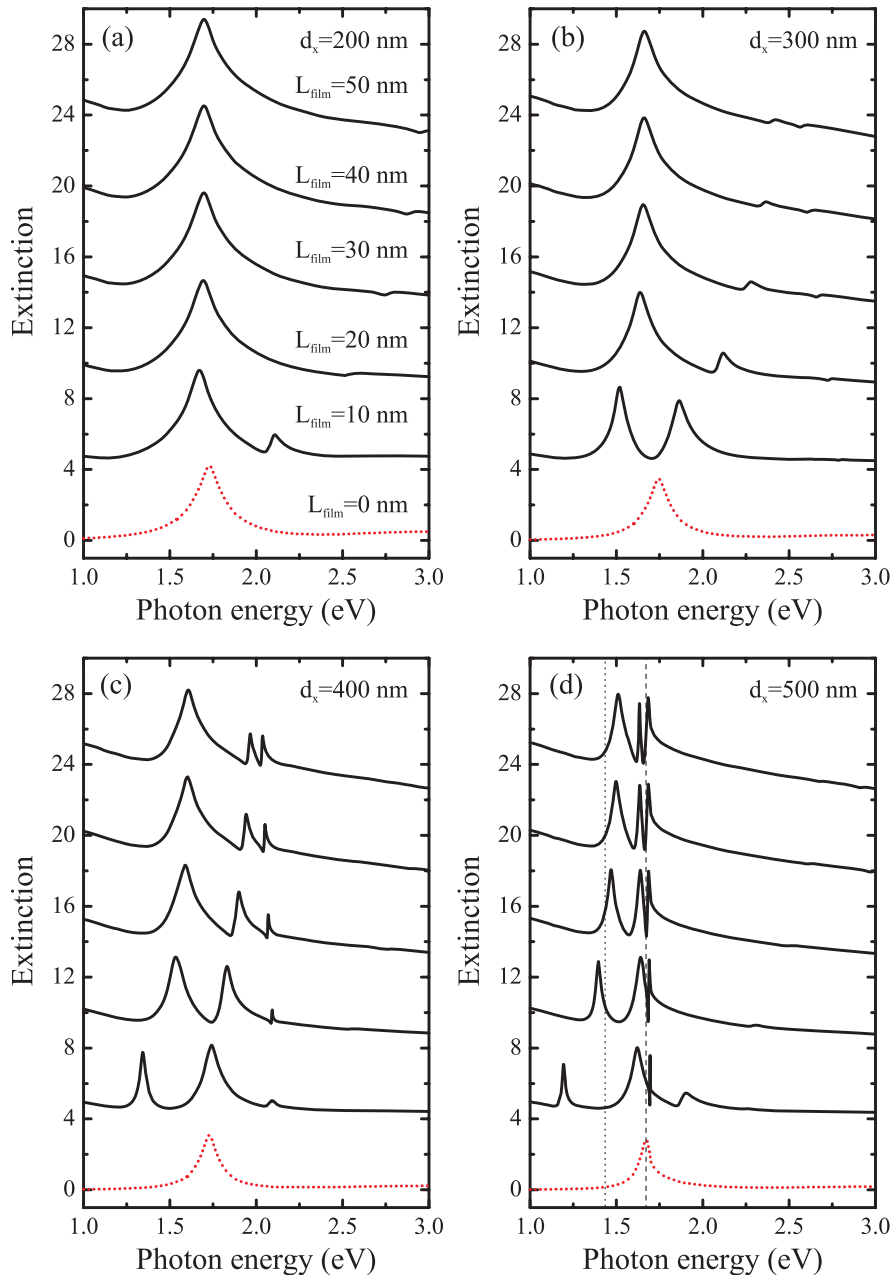 (a)
d_x=200 nm
L_film=50 nm
L_film=40 nm
L_film=30 nm
L_film=20 nm
L_film=10 nm
L_film=0 nm
28
24
20
16
12
8
4
0
Extinction
1.0 1.5 2.0 2.5 3.0
Photon energy (eV)
(b)
d_x=300 nm
28
24
20
16
12
8
4
0
Extinction
1.0 1.5 2.0 2.5 3.0
Photon energy (eV)
(c)
d_x=400 nm
28
24
20
16
12
8
4
0
Extinction
1.0 1.5 2.0 2.5 3.0
Photon energy (eV)
(d)
d_x=500 nm
28
24
20
16
12
8
4
0
Extinction
1.0 1.5 2.0 2.5 3.0
Photon energy (eV)